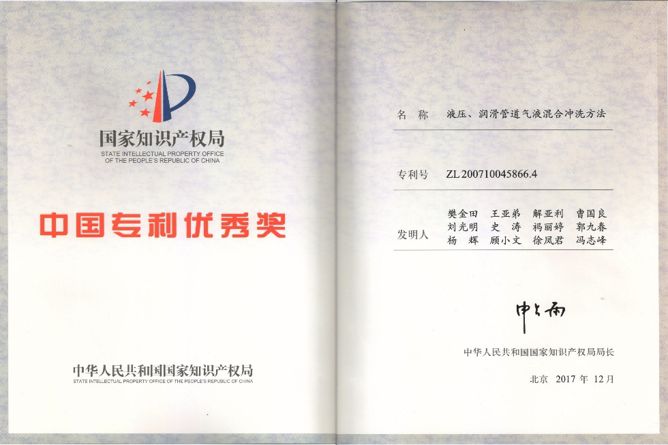 国家知识产权局
STATE INTELLECTUAL PROPERTY OFFICE
OF THE PEOPLE'S REPUBLIC OF CHINA
中国专利优秀奖
中华人民共和国国家知识产权局
STATE INTELLECTUAL PROPERTY OFFICE OF THE PEOPLE'S REPUBLIC OF CHINA
名 称 液压、润滑管道气液混合冲洗方法
专利号 ZL200710045866.4
樊金田 王亚弟 解亚利 曹国良
发明人 刘光明 史 涛 祃丽婷 郭九春
杨 辉 顾小文 徐凤君 冯志峰
申长雨
中华人民共和国国家知识产权局局长
北京 2017 年 12 月